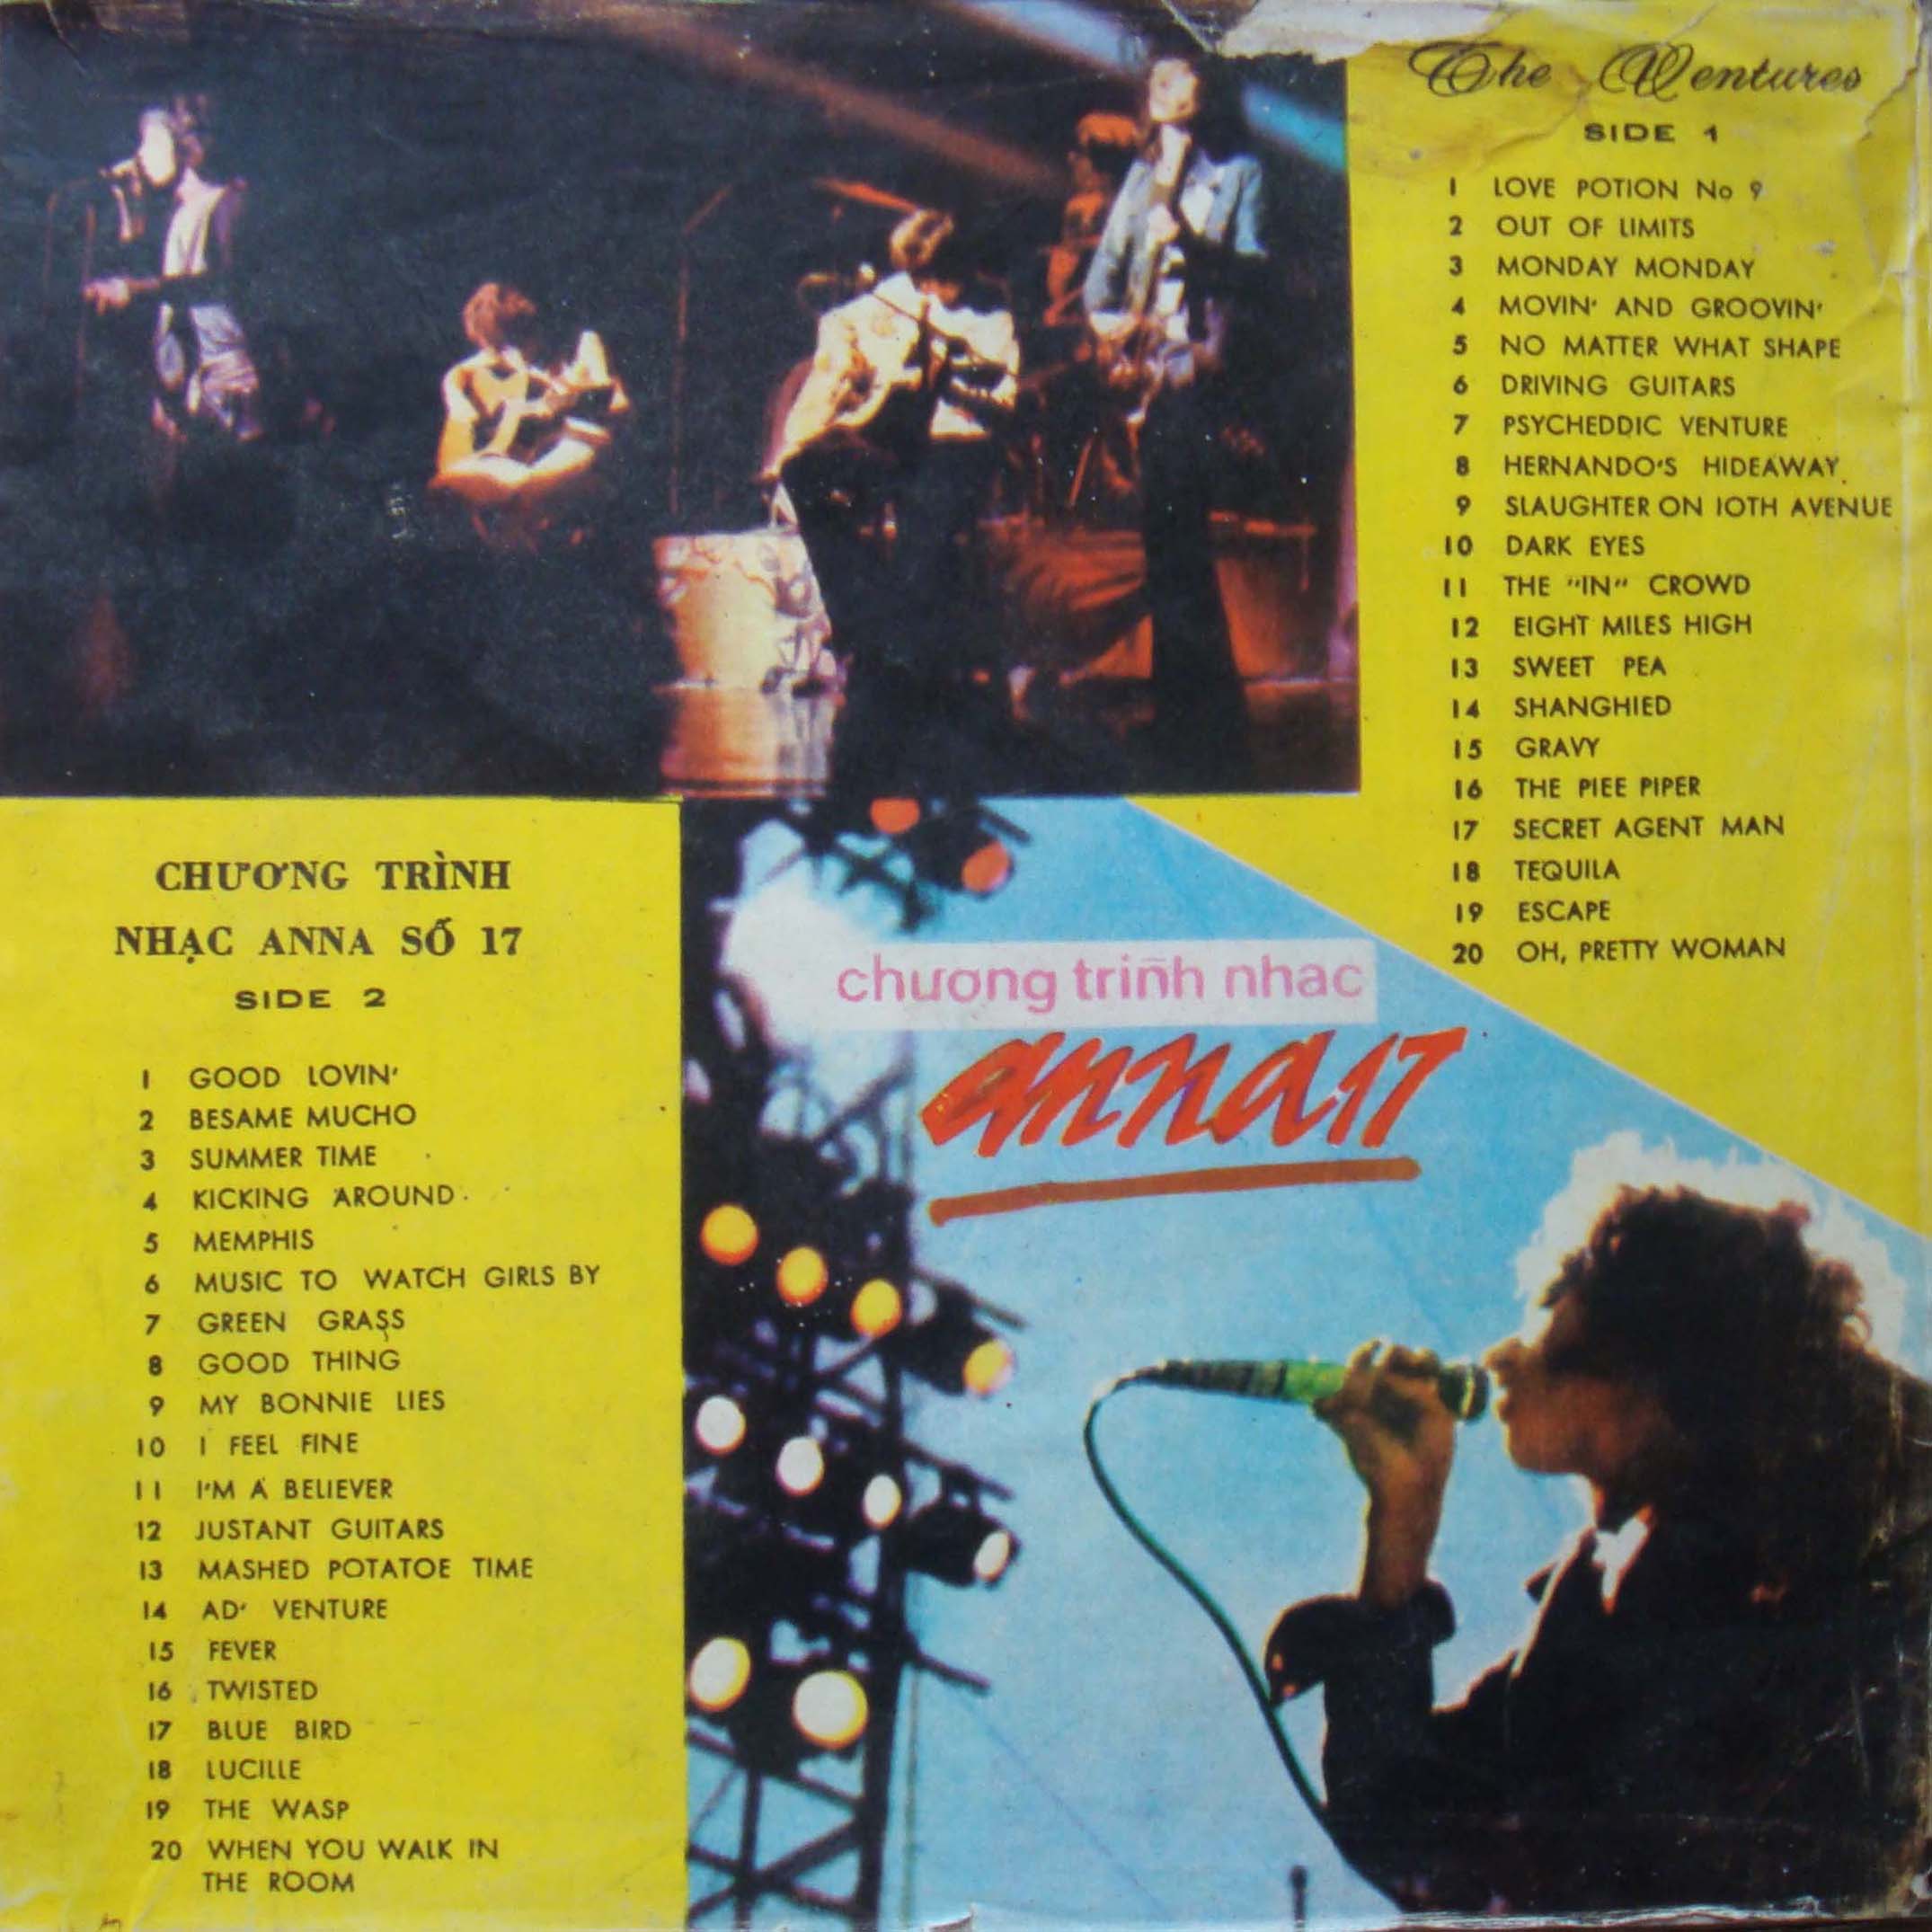 The Ventures
SIDE 1
1 LOVE POTION No 9
2 OUT OF LIMITS
3 MONDAY MONDAY
4 MOVIN' AND GROOVIN'
5 NO MATTER WHAT SHAPE
6 DRIVING GUITARS
7 PSYCHEDDIC VENTURE
8 HERNANDO'S HIDEAWAY
9 SLAUGHTER ON 10TH AVENUE
10 DARK EYES
11 THE "IN" CROWD
12 EIGHT MILES HIGH
13 SWEET PEA
14 SHANGHIED
15 GRAVY
16 THE PIEE PIPER
17 SECRET AGENT MAN
18 TEQUILA
19 ESCAPE
20 OH, PRETTY WOMAN
CHƯƠNG TRÌNH
NHẠC ANNA SỐ 17
SIDE 2
1 GOOD LOVIN'
2 BESAME MUCHO
3 SUMMER TIME
4 KICKING AROUND
5 MEMPHIS
6 MUSIC TO WATCH GIRLS BY
7 GREEN GRASS
8 GOOD THING
9 MY BONNIE LIES
10 I FEEL FINE
11 I'M A BELIEVER
12 JUSTANT GUITARS
13 MASHED POTATOE TIME
14 AD' VENTURE
15 FEVER
16 TWISTED
17 BLUE BIRD
18 LUCILLE
19 THE WASP
20 WHEN YOU WALK IN
THE ROOM
chương trình nhac
anna 17